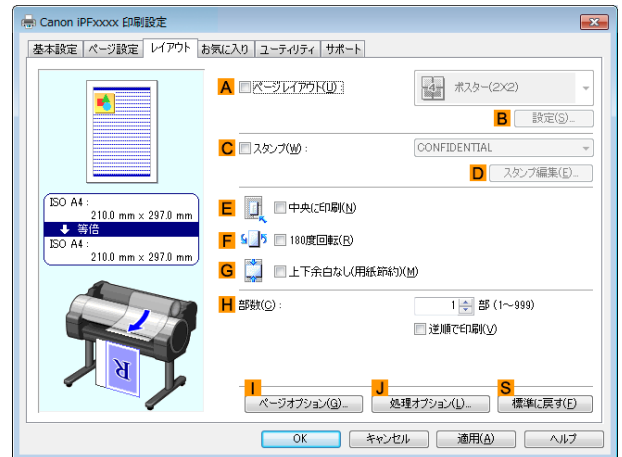 Canon iPFxxxx 印刷設定
基本設定 ページ設定 レイアウト お気に入り ユーティリティ サポート
A ページレイアウト(U) : 4 ポスター(2X2)
B 設定(S)...
C スタンプ(W) : CONFIDENTIAL
D スタンプ編集(E)...
ISO A4 :
210.0 mm x 297.0 mm
等倍
ISO A4 :
210.0 mm x 297.0 mm
E 中央に印刷(N)
F 180度回転(R)
G 上下余白なし(用紙節約)(M)
H 部数(C) : 1 部 (1～999)
逆順で印刷(V)
R
I J S
ページオプション(G)... 処理オプション(L)... 標準に戻す(F)
OK キャンセル 適用(A) ヘルプ